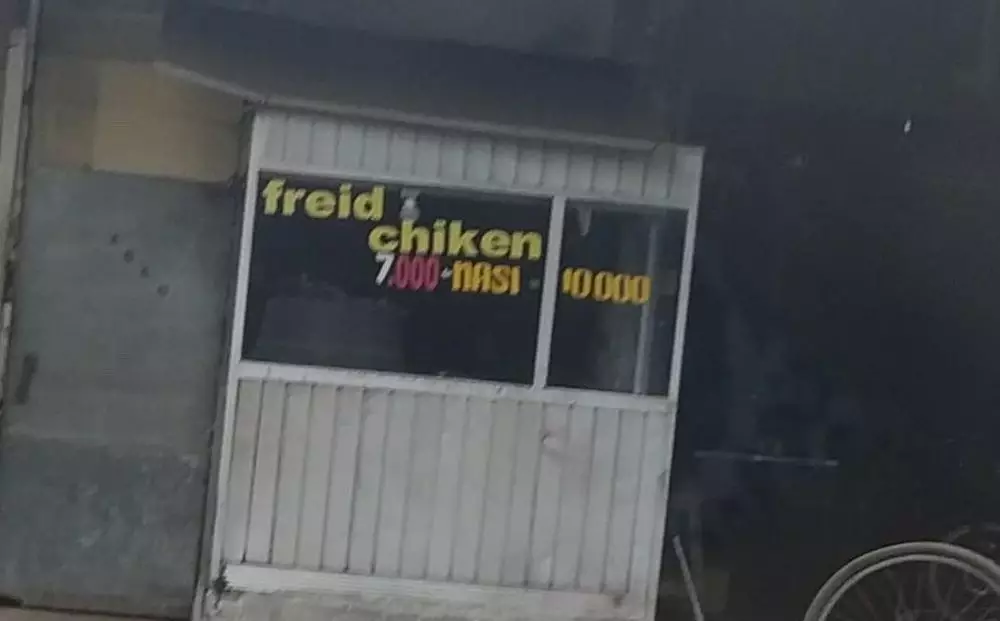 freid
chiken
7.000+NASI - 10000